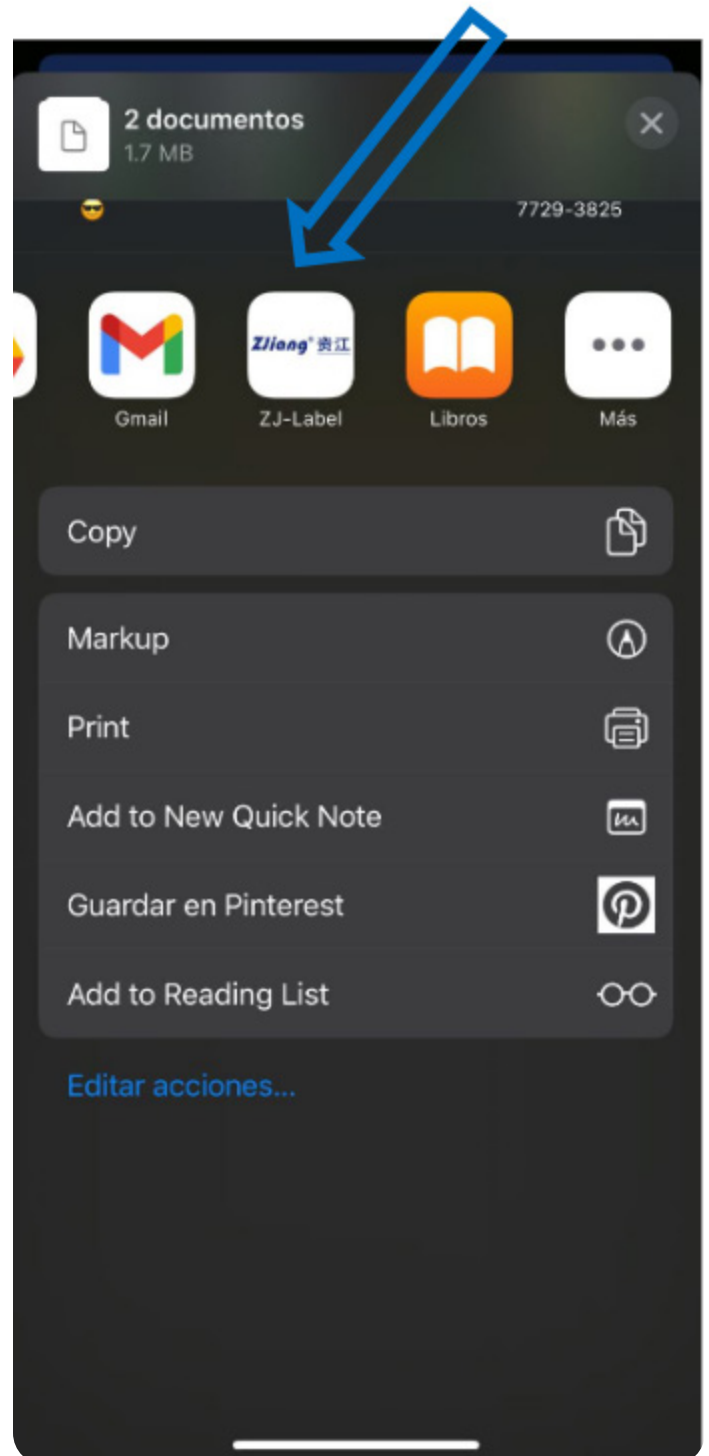 2 documentos
1.7 MB
7729-3825
ZJiang® 资江
Gmail
ZJ-Label
Libros
Más
Copy
Markup
Print
Add to New Quick Note
Guardar en Pinterest
Add to Reading List
Editar acciones...